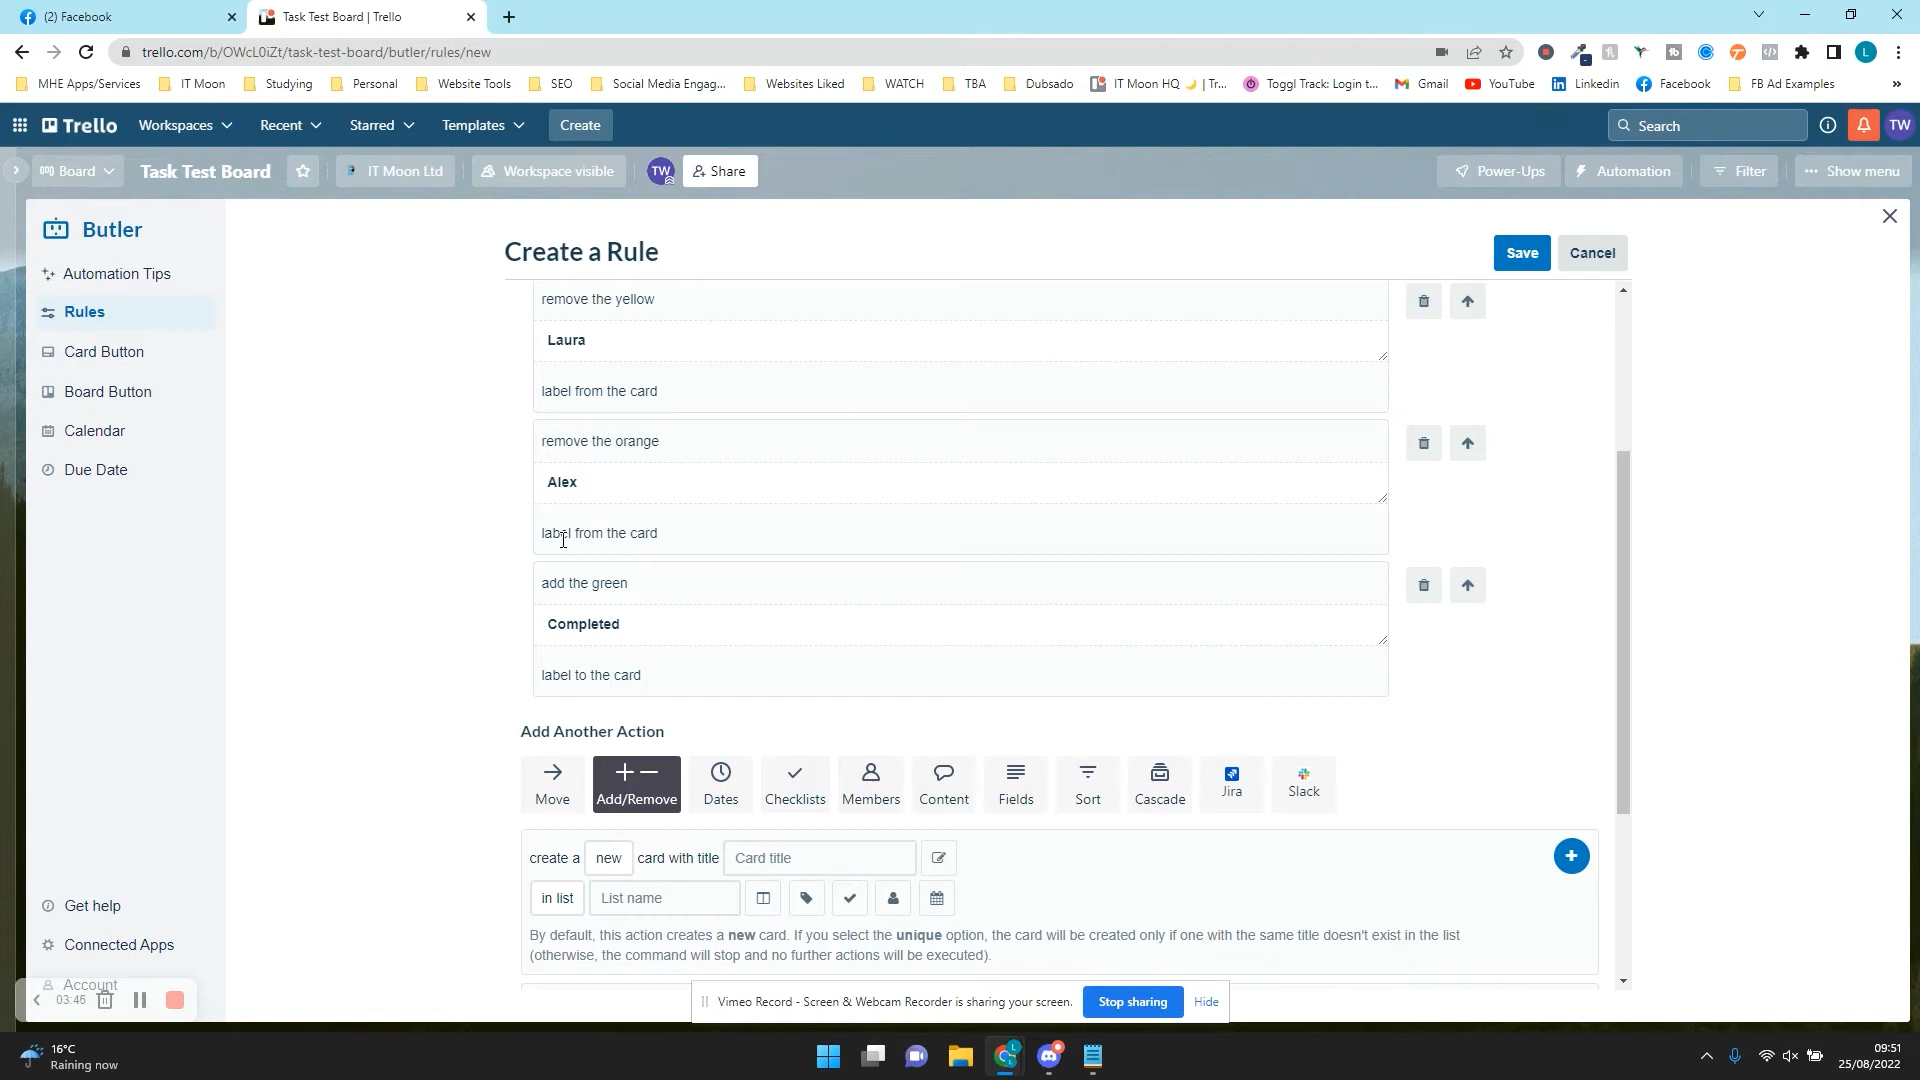 (2) Facebook
Task Test Board | Trello
trello.com/b/OWcL0iZt/task-test-board/butler/rules/new
MHE Apps/Services
IT Moon
Studying
Personal
Website Tools
SEO
Social Media Engag...
Websites Liked
WATCH
TBA
Dubsado
IT Moon HQ 🌙 | Tr...
Toggl Track: Login t...
Gmail
YouTube
Linkedin
Facebook
FB Ad Examples
»
Trello
Workspaces
Recent
Starred
Templates
Create
Search
TW
Board
Task Test Board
IT Moon Ltd
Workspace visible
TW
Share
Power-Ups
Automation
Filter
Show menu
Butler
Automation Tips
Rules
Card Button
Board Button
Calendar
Due Date
Get help
Connected Apps
Account
03:46
Create a Rule
Save
Cancel
remove the yellow
Laura
label from the card
remove the orange
Alex
label from the card
add the green
Completed
label to the card
Add Another Action
Move
Add/Remove
Dates
Checklists
Members
Content
Fields
Sort
Cascade
Jira
Slack
create a new card with title Card title
in list List name
By default, this action creates a new card. If you select the unique option, the card will be created only if one with the same title doesn't exist in the list
(otherwise, the command will stop and no further actions will be executed).
Vimeo Record - Screen & Webcam Recorder is sharing your screen.
Stop sharing
Hide
16°C
Raining now
09:51
25/08/2022